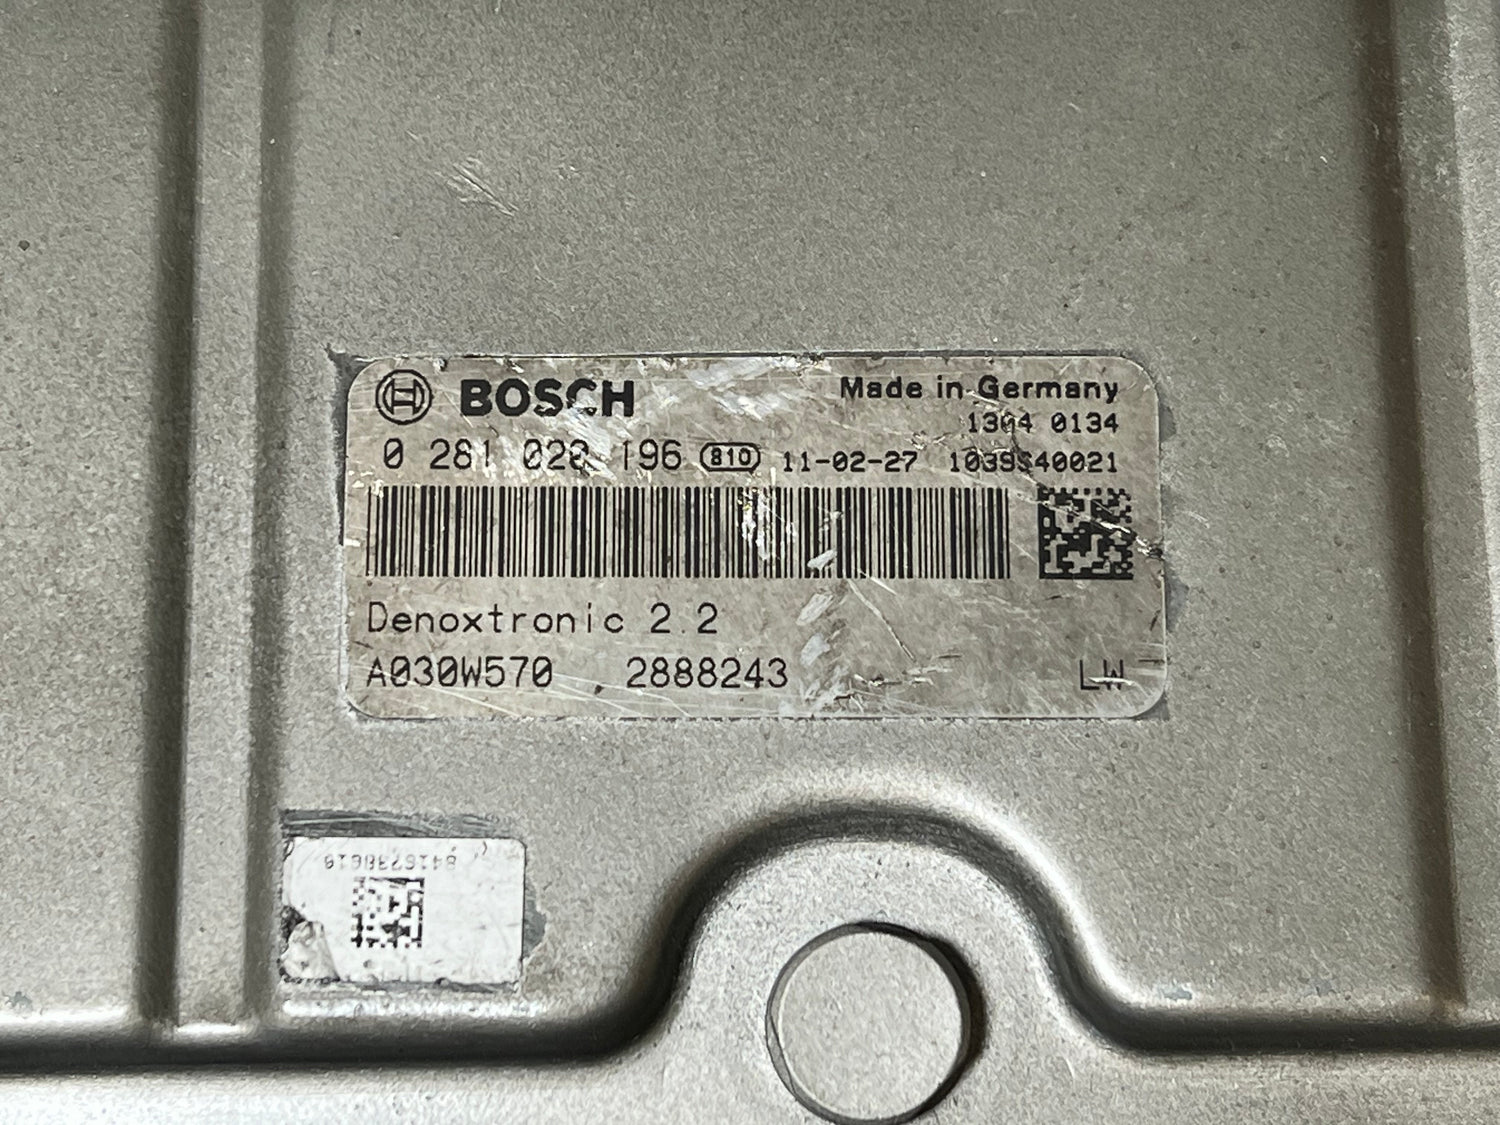 BOSCH
Made in Germany
1304 0134
0 281 020 196 810 11-02-27 1039S40021
Denoxtronic 2.2
A030W570 2888243 LW